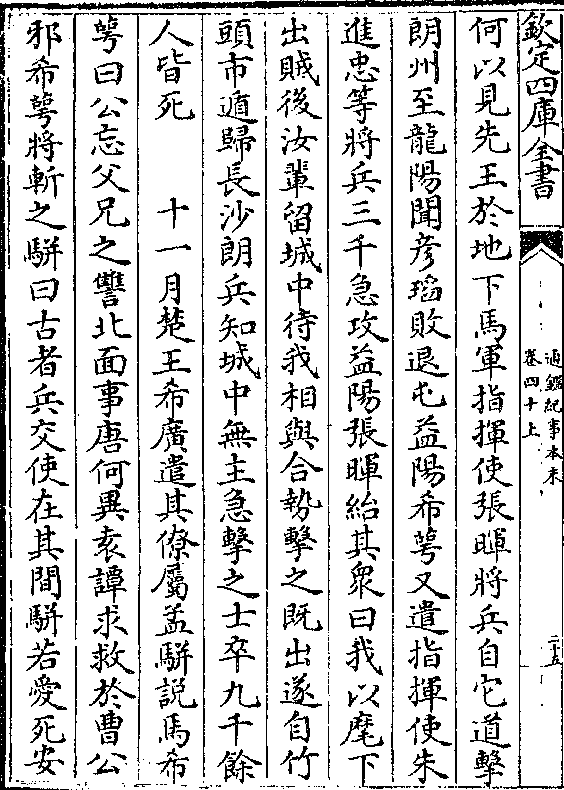 欽定四庫全書
通鑑紀事本末
卷四十上
二十五
何以見先王於地下馬軍指揮使張暉將兵自它道擊
朗州至龍陽聞彦瑫敗退屯益陽希蕚又遣指揮使朱
進忠等將兵三千急攻益陽張暉紿其衆曰我以麾下
出賊後汝輩留城中待我相與合勢擊之既出遂自竹
頭市遁歸長沙朗兵知城中無主急擊之士卒九千餘
人皆死 十一月楚王希廣遣其僚屬孟駢説馬希
蕚曰公忘父兄之讐北面事唐何異袁譚求救於曹公
邪希蕚將斬之駢曰古者兵交使在其間駢若愛死安